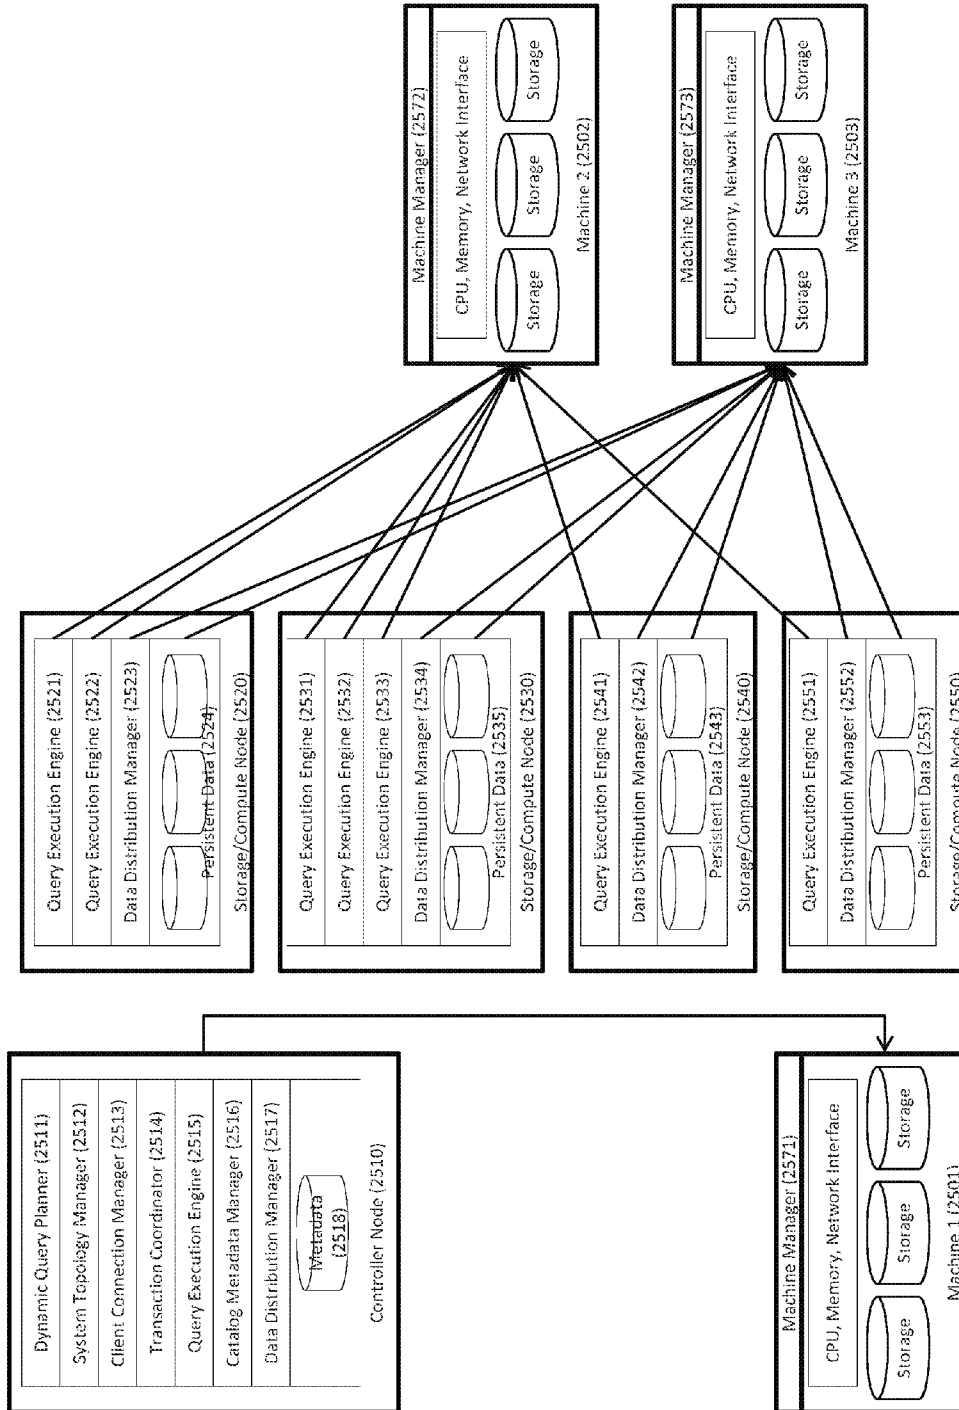 Dynamic Query Planner (2511)
System Topology Manager (2512)
Client Connection Manager (2513)
Transaction Coordinator (2514)
Query Execution Engine (2515)
Catalog Metadata Manager (2516)
Data Distribution Manager (2517)
Metadata
(2518)
Controller Node (2510)
Machine Manager (2571)
CPU, Memory, Network Interface
Storage
Storage
Storage
Machine 1 (2501)
Query Execution Engine (2521)
Query Execution Engine (2522)
Data Distribution Manager (2523)
Persistent Data (2524)
Storage/Compute Node (2520)
Query Execution Engine (2531)
Query Execution Engine (2532)
Query Execution Engine (2533)
Data Distribution Manager (2534)
Persistent Data (2535)
Storage/Compute Node (2530)
Query Execution Engine (2541)
Data Distribution Manager (2542)
Persistent Data (2543)
Storage/Compute Node (2540)
Query Execution Engine (2551)
Data Distribution Manager (2552)
Persistent Data (2553)
Storage/Compute Node (2550)
Machine Manager (2572)
CPU, Memory, Network Interface
Storage
Storage
Storage
Machine 2 (2502)
Machine Manager (2573)
CPU, Memory, Network Interface
Storage
Storage
Storage
Machine 3 (2503)